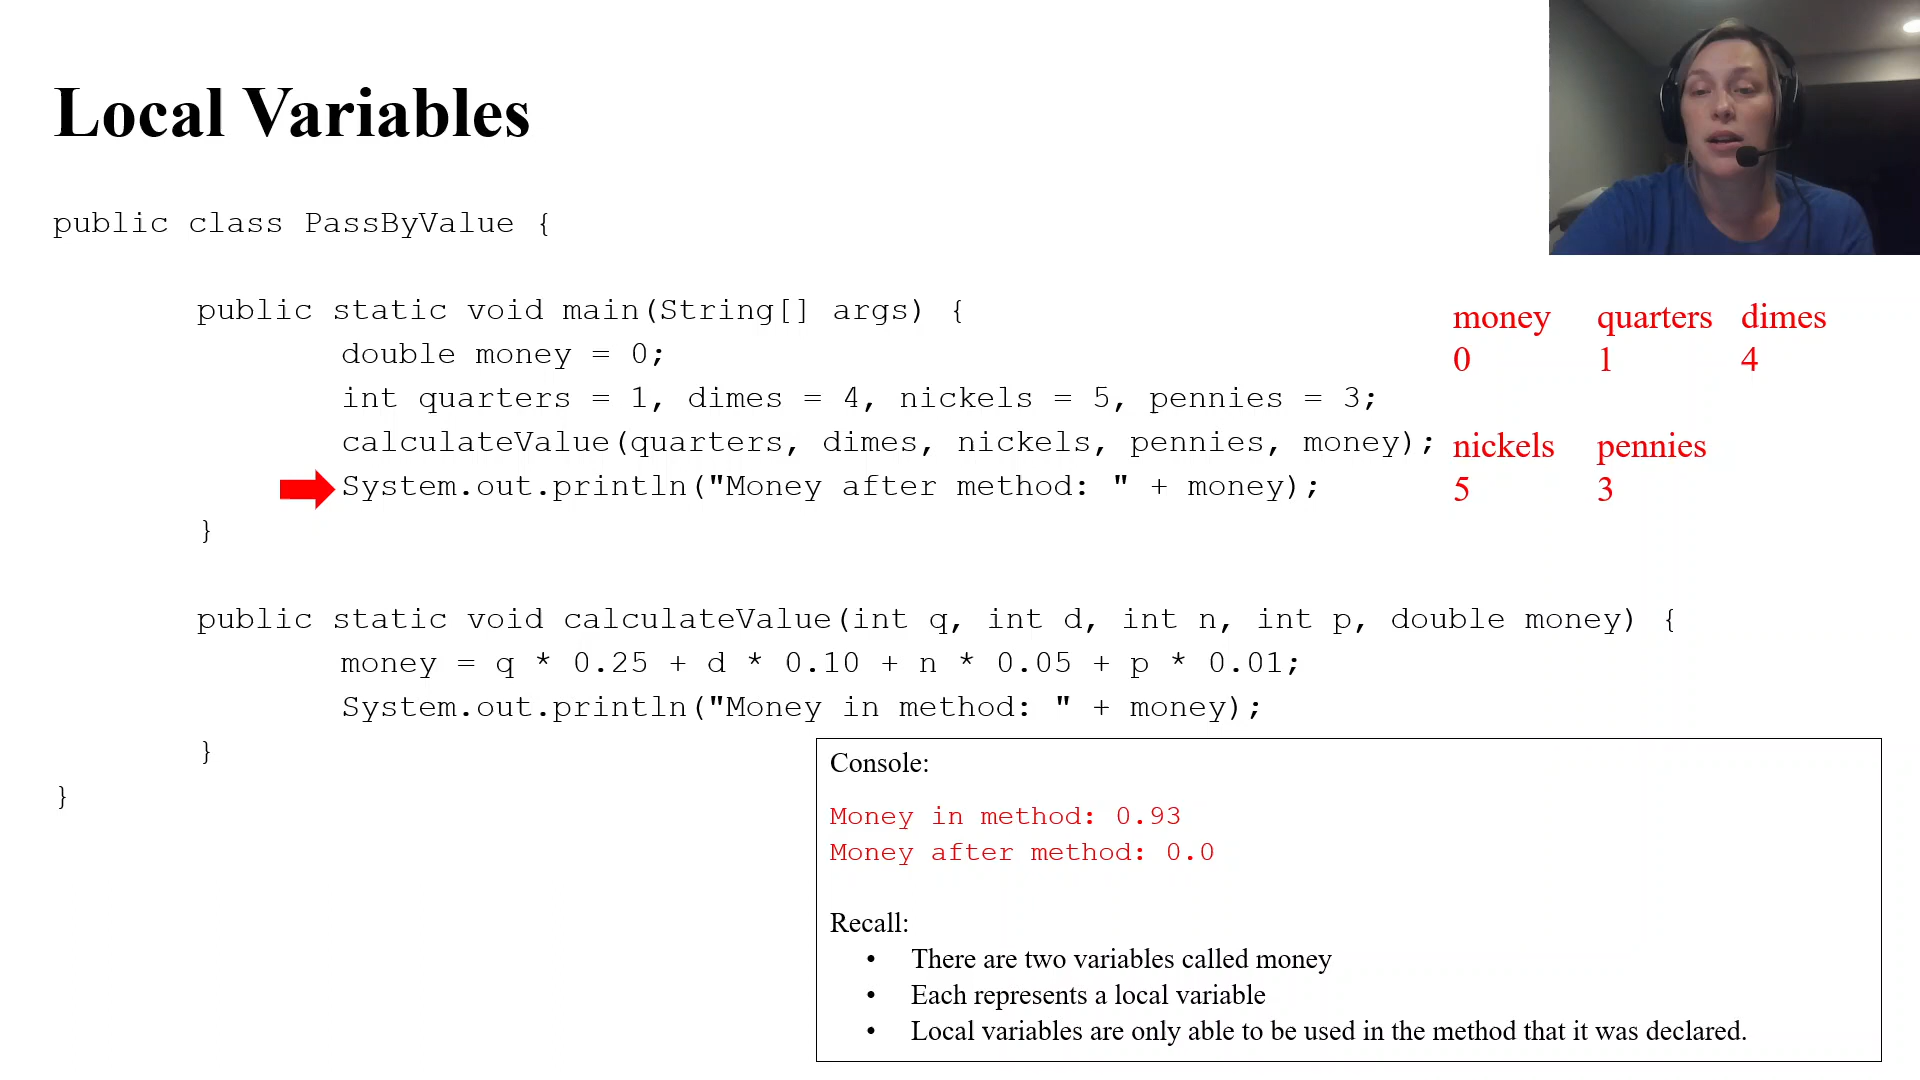 Local Variables
public class PassByValue {
public static void main(String[] args) {
double money = 0;
int quarters = 1, dimes = 4, nickels = 5, pennies = 3;
calculateValue(quarters, dimes, nickels, pennies, money);
System.out.println("Money after method: " + money);
}
public static void calculateValue(int q, int d, int n, int p, double money) {
money = q * 0.25 + d * 0.10 + n * 0.05 + p * 0.01;
System.out.println("Money in method: " + money);
}
}
money quarters dimes
0 1 4
nickels pennies
5 3
Console:
Money in method: 0.93
Money after method: 0.0
Recall:
• There are two variables called money
• Each represents a local variable
• Local variables are only able to be used in the method that it was declared.